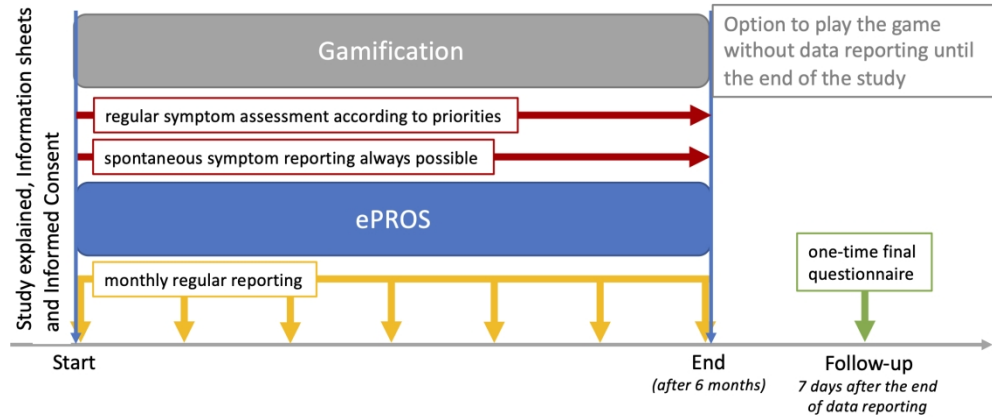 Study explained, Information sheets
and Informed Consent
Gamification
Option to play the game
without data reporting until
the end of the study
regular symptom assessment according to priorities
spontaneous symptom reporting always possible
ePROS
monthly regular reporting
one-time final
questionnaire
Start
End
(after 6 months)
Follow-up
7 days after the end
of data reporting